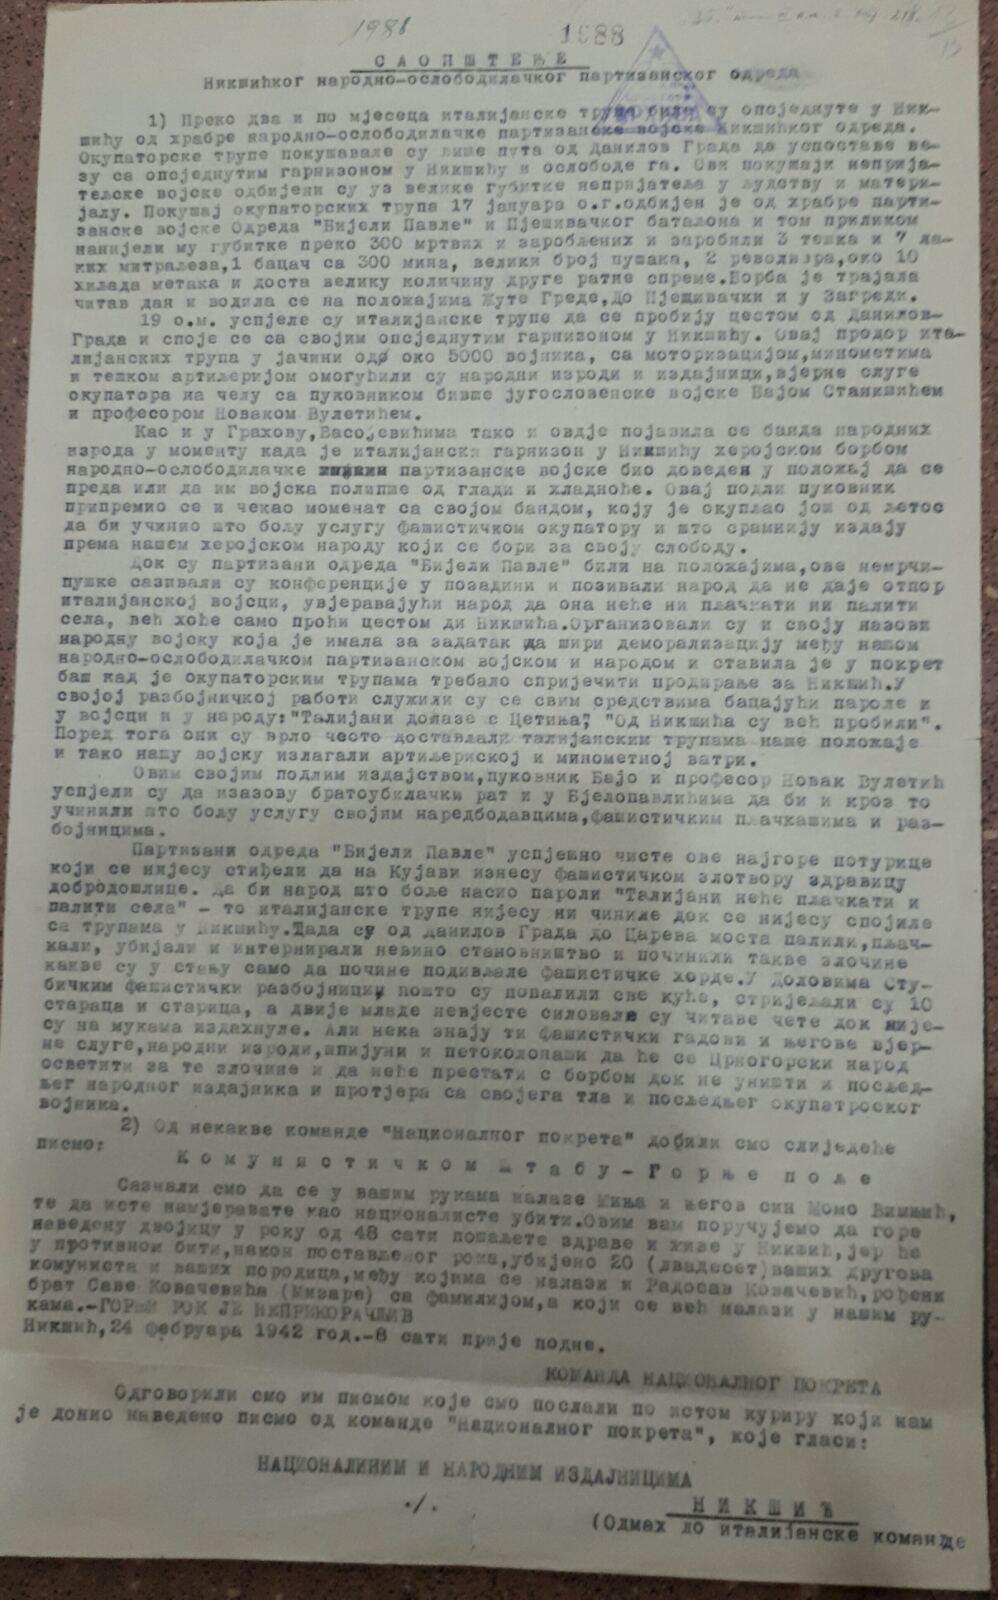 1988
1988
САОПШТЕЊЕ
Никшићког народно-ослободилачког партизанског одреда
1) Преко два и по мјесеца италијанске трупе биле су опсједнуте у Ник-
шићу од храбре народно-ослободилачке партизанске војске Никшићког одреда.
Окупаторске трупе покушавале су више пута од Данилов Града да успоставе ве-
зу са опсједнутим гарнизоном у Никшићу и ослободе га. Сви покушаји неприја-
тељске војске одбијени су уз велике губитке непријатеља у људству и матери-
јалу. Покушај окупаторских трупа 17 јануара о.г.одбијен је од храбре парти-
занске војске Одреда "Бијели Павле" и Пјешивачког баталона и том приликом
нанијели му губитке преко 300 мртвих и заробљених и заробили 3 тешка и 7 ла-
ких митраљеза,1 бацач са 300 мина, велики број пушака, 2 револвера,око 10
хиљада метака и доста велику количину друге ратне спреме.Борба је трајала
читав дан и водила се на положајима Жуте Греде,До Пјешивачки и у Загреди.
19 о.м. успјеле су италијанске трупе да се пробију цестом од Данилов-
Града и споје се са својим опсједнутим гарнизоном у Никшићу. Овај продор ита-
лијанских трупа у јачини од око 5000 војника, са моторизацијом,минометима
и тешком артиљеријом омогућили су народни изроди и издајници,вјерне слуге
окупатора на челу са пуковником бивше југословенске војске Бајом Станишићем
и професором Новаком Вулетићем.
Као и у Грахову,Васојевићима тако и овдје појавила се банда народних
изрода у моменту када је италијански гарнизон у Никшићу херојском борбом
народно-ослободилачке партизанске војске био доведен у положај да се
преда или да им војска полипше од глади и хладноће. Овај подли пуковник
припремио се и чекао моменат са својом бандом, коју је окупљао још од љетос
да би учинио што бољу услугу фашистичком окупатору и што срамнију издају
према нашем херојском народу који се бори за своју слободу.
Док су партизани одреда "Бијели Павле" били на положајима,ове немрчи-
пушке сазивали су конференције у позадини и позивали народ да не даје отпор
италијанској војсци, увјеравајући народ да она неће ни пљачкати ни палити
села, већ хоће само проћи цестом ди Никшића.Организовали су и своју назови
народну војску која је имала за задатак да шири деморализацију међу нашом
народно-ослободилачком партизанском војском и народом и ставила је у покрет
баш кад је окупаторским трупама требало спријечити продирање за Никшић.У
својој разбојничкој работи служили су се свим средствима бацајући пароле и
у војсци и у народу:"Талијани долазе с Цетиња", "Од Никшића су већ пробили".
Поред тога они су врло често достављали талијанским трупама наше положаје
и тако нашу војску излагали артиљериској и минометној ватри.
Овим својим подлим издајством,пуковник Бајо и професор Новак Вулетић
успјели су да изазову братоубилачки рат и у Бјелопавлићима да би и кроз то
учинили што бољу услугу својим наредбодавцима,фашистичким пљачкашима и раз-
бојницима.
Партизани одреда "Бијели Павле" успјешно чисте ове најгоре потурице
који се нијесу стиђели да на Кујави изнесу фашистичком злотвору здравицу
добродошлице. Да би народ што боље насио пароли "Талијани неће пљачкати и
палити села" - то италијанске трупе нијесу ни чиниле док се нијесу спојиле
са трупама у Никшићу.Тада су од Данилов Града до Царева моста палили,пљач-
кали, убијали и интернирали невино становништво и починили такве злочине
какве су у стању само да почине подивљале фашистичке хорде.У Доловима Сту-
бичким фашистички разбојници, пошто су попалили све куће, стријељали су 10
стараца и старица, а двије младе невјесте силовале су читаве чете док није-
су на мукама издахнуле. Али нека знају ти фашистички гадови и његове вјер-
не слуге,народни изроди,шпијуни и петоколонаши да ће се Црногорски народ
осветити за те злочине и да неће престати с борбом док не уништи и посљед-
њег народног издајника и протјера са својега тла и посљедњег окупатроског
војника.
2) Од некакве команде "Националног покрета" добили смо слиједеће
писмо:
Комунистичком штабу-Горње поље
Сазнали смо да се у вашим рукама налазе Миња и његов син Момо Вишњић,
те да исте намјеравате као националисте убити.Овим вам поручујемо да горе
наведену двојицу у року од 48 сати пошаљете здраве и живе у Никшић,јер ће
у противном бити,након постављеног рока,убијено 20 (двадесет)ваших другова
комуниста и ваших породица,међу којима се налази и Радосав Ковачевић,рођени
брат Саве Ковачевића (Мизаре) са фамилијом,а који се већ налази у нашим ру-
кама.-ГОРЊИ РОК ЈЕ НЕПРИКОРАЧЉИВ
Никшић,24 фебруара 1942 год.-8 сати прије подне.
КОМАНДА НАЦИОНАЛНОГ ПОКРЕТА
Одговорили смо им писмом које смо послали по истом куриру који нам
је донио наведено писмо од команде "Националног покрета", које гласи:
НАЦИОНАЛИНИМ И НАРОДНИМ ИЗДАЈНИЦИМА
./.
НИКШИЋ
(Одмах до италијанске команде